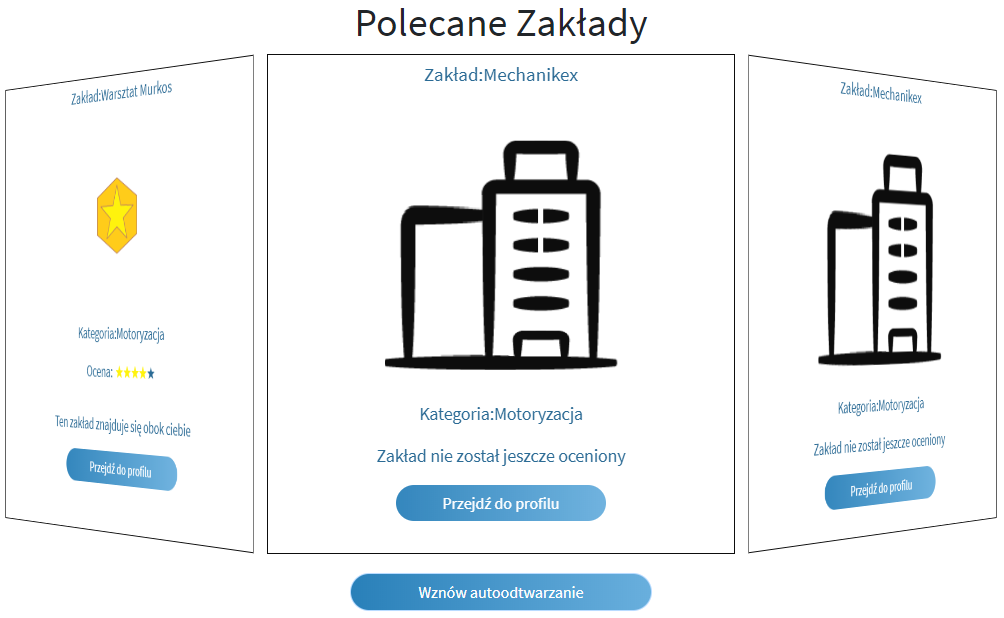 Polecane Zakłady
Zakład:Warsztat Murkos
Kategoria:Motoryzacja
Ocena:
Ten zakład znajduje się obok ciebie
Przejdź do profilu
Zakład:Mechanikex
Kategoria:Motoryzacja
Zakład nie został jeszcze oceniony
Przejdź do profilu
Zakład:Mechanikex
Kategoria:Motoryzacja
Zakład nie został jeszcze oceniony
Przejdź do profilu
Wznów autoodtwarzanie